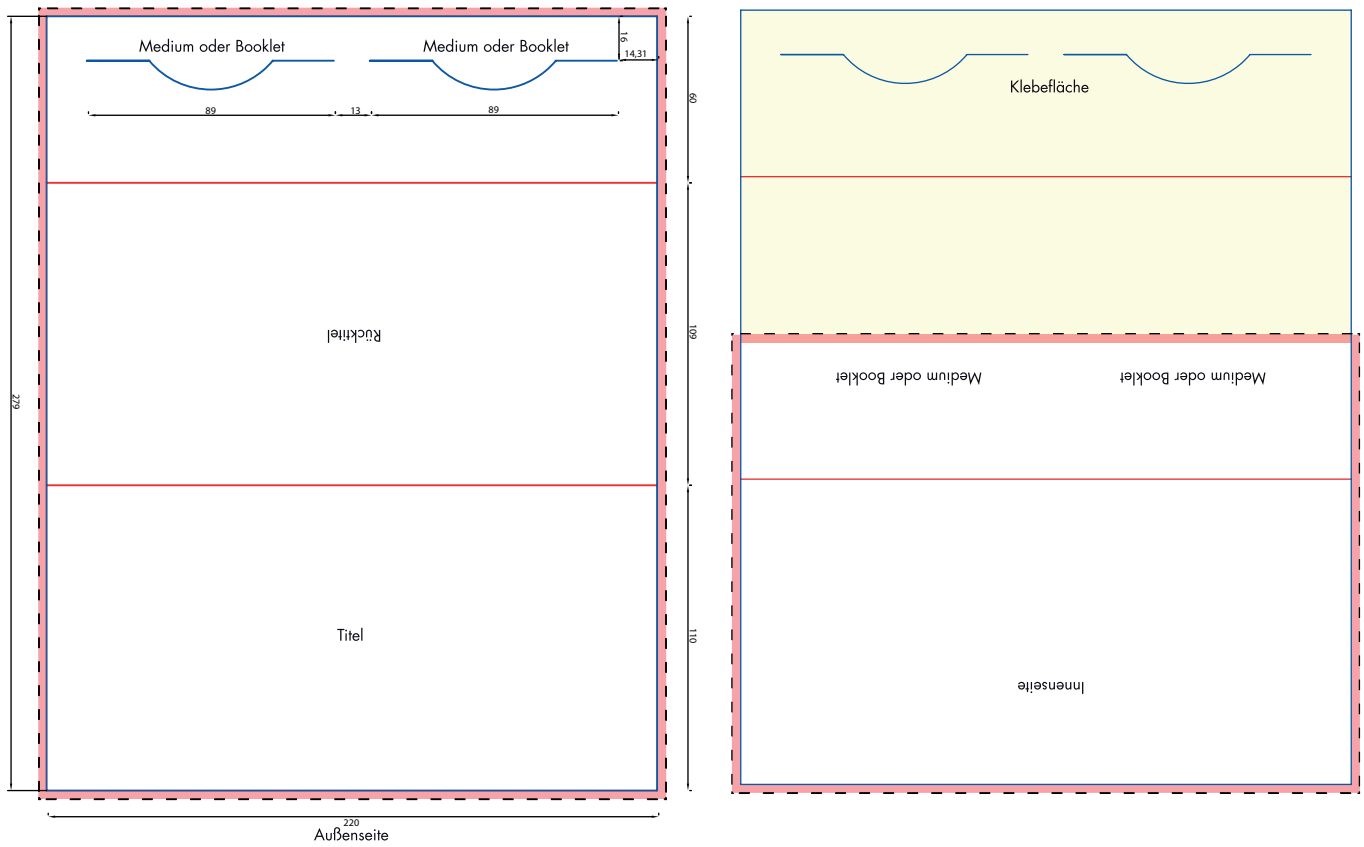 Medium oder Booklet
Medium oder Booklet
16
14,31
89
13
89
60
Rücktitel
109
279
Titel
110
220
Außenseite
Klebefläche
Medium oder Booklet
Medium oder Booklet
Innenseite